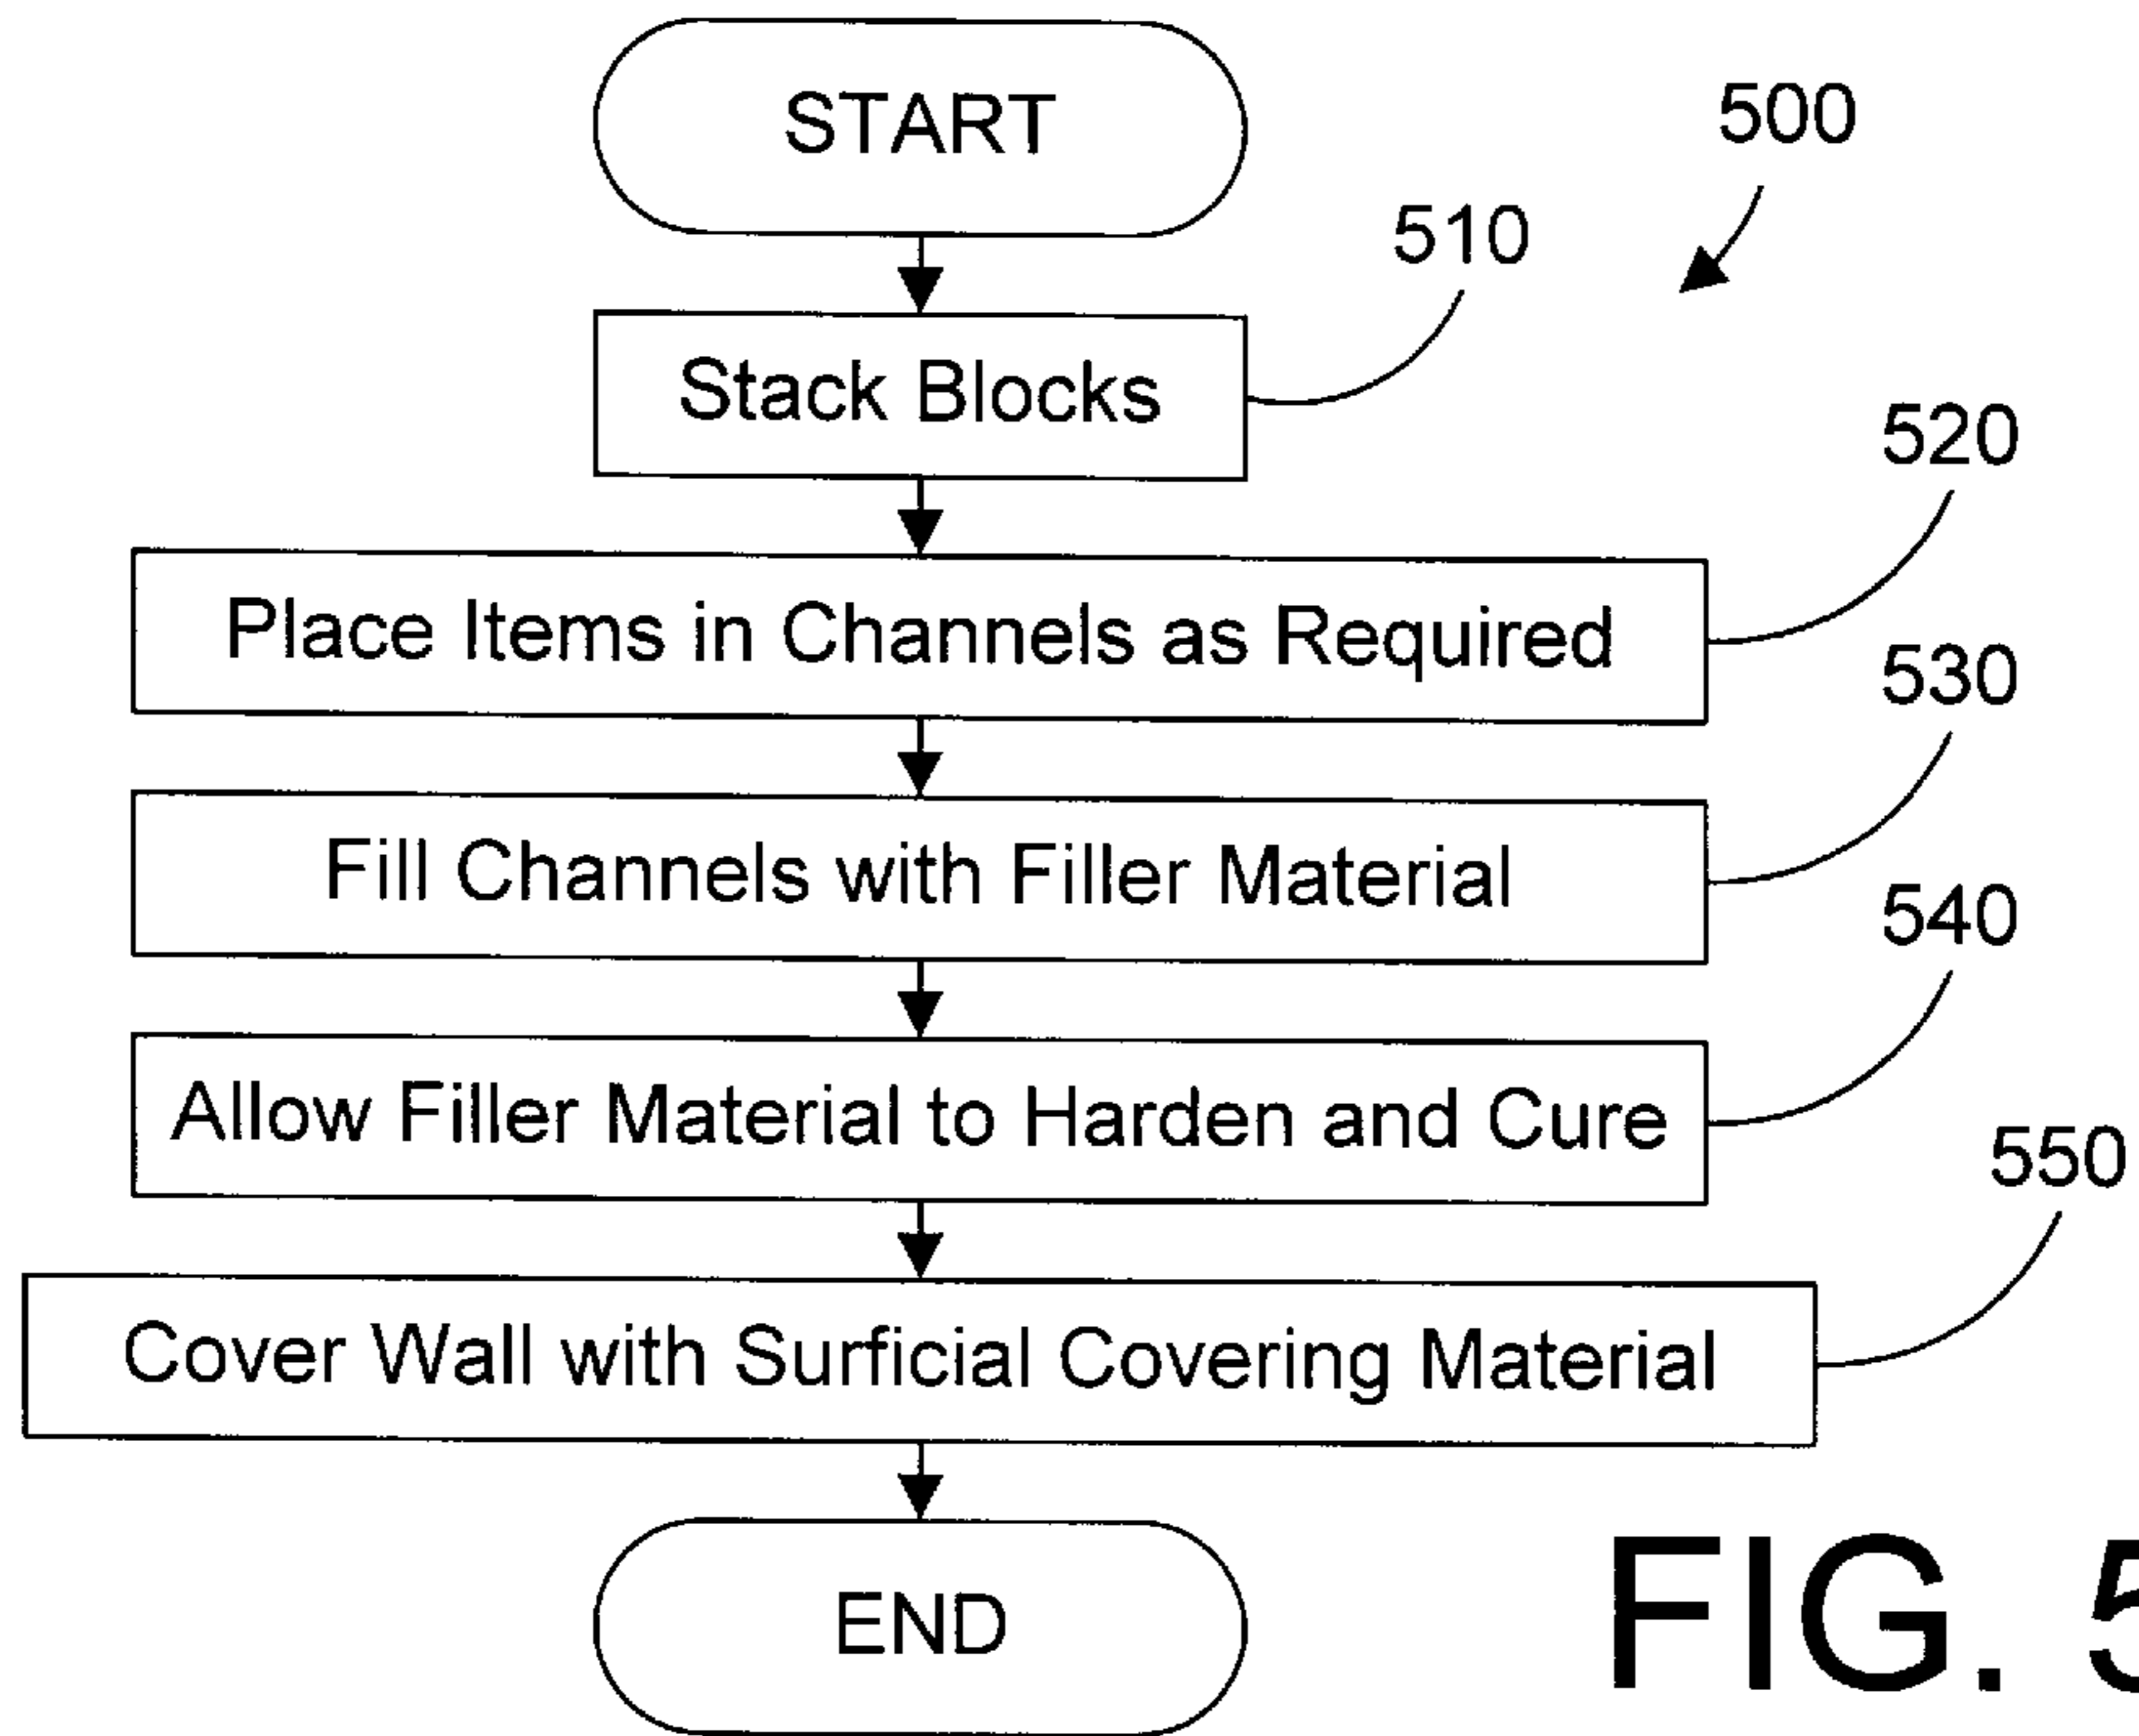 START
500
510
Stack Blocks
520
Place Items in Channels as Required
530
Fill Channels with Filler Material
540
Allow Filler Material to Harden and Cure
550
Cover Wall with Surficial Covering Material
END
FIG. 5